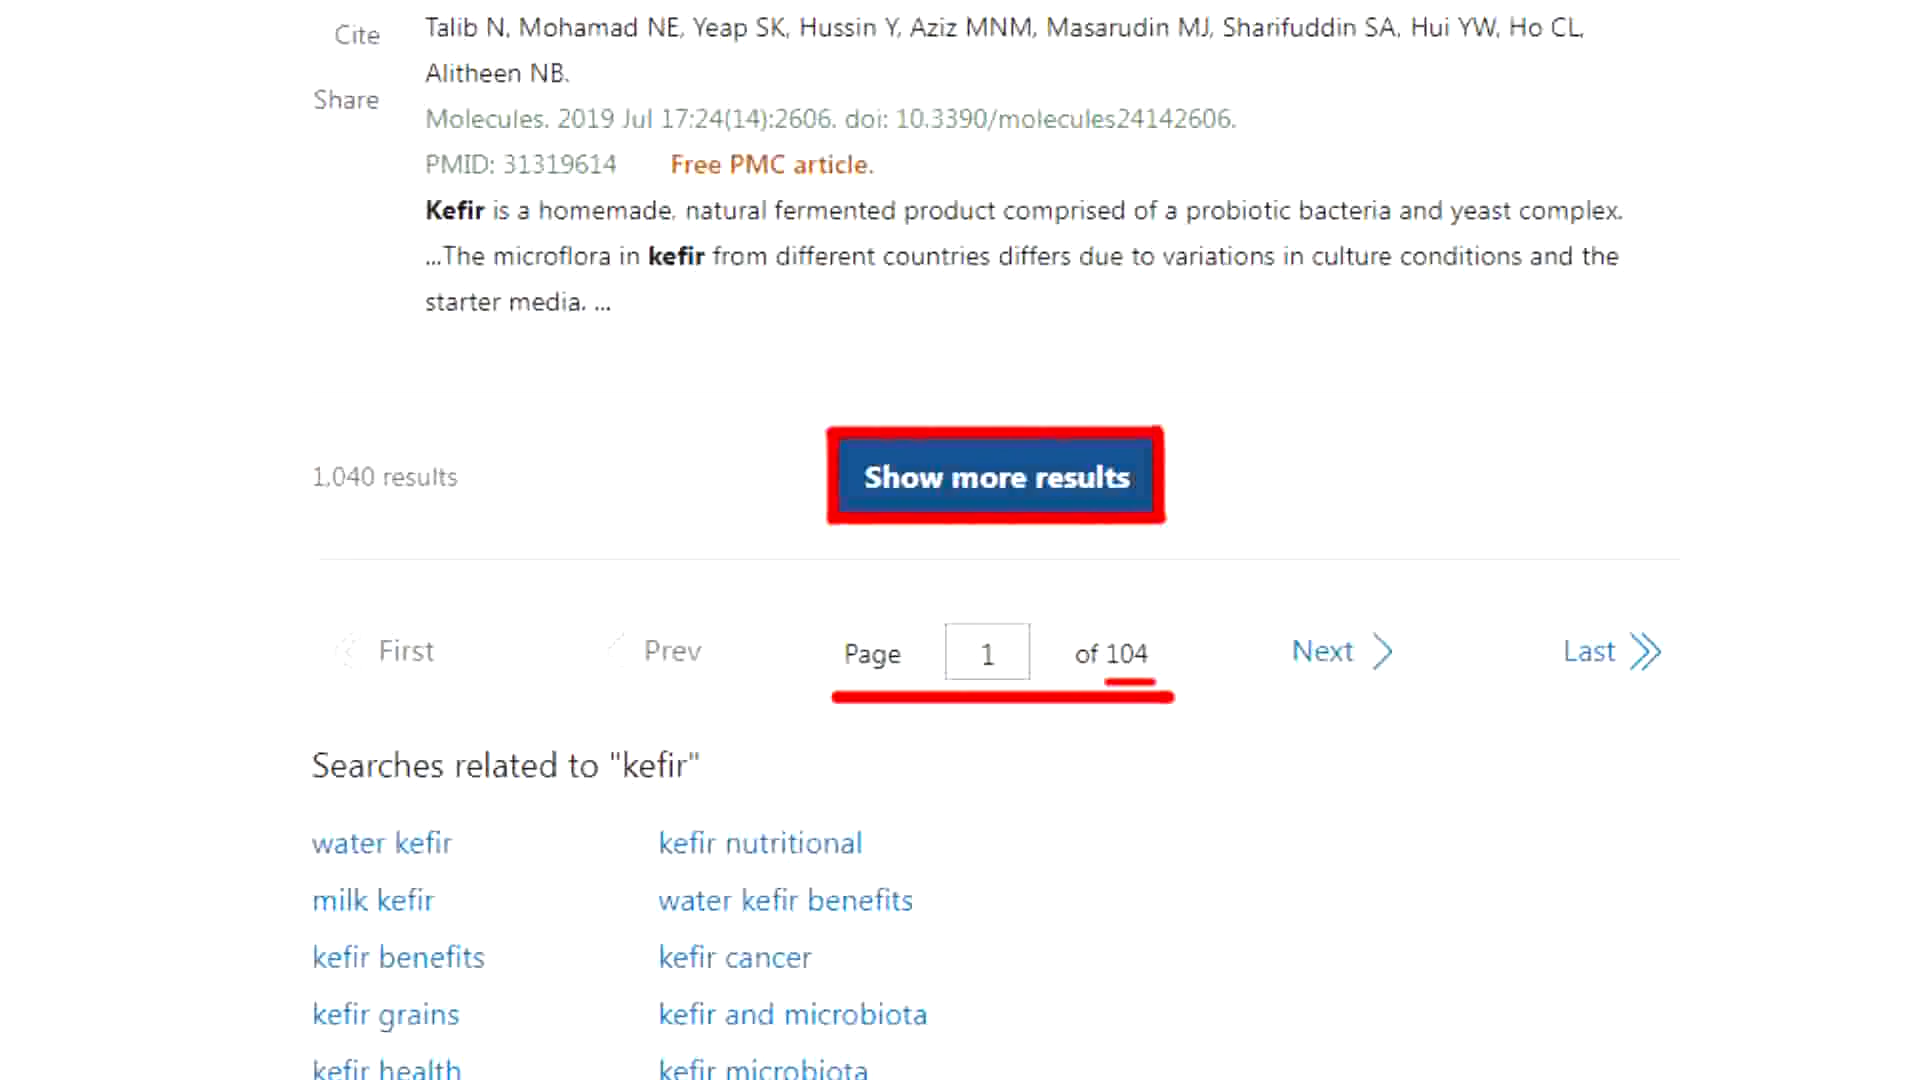 Cite
Share
Talib N, Mohamad NE, Yeap SK, Hussin Y, Aziz MNM, Masarudin MJ, Sharifuddin SA, Hui YW, Ho CL,
Alitheen NB.
Molecules. 2019 Jul 17;24(14):2606. doi: 10.3390/molecules24142606.
PMID: 31319614 Free PMC article.
Kefir is a homemade, natural fermented product comprised of a probiotic bacteria and yeast complex.
...The microflora in kefir from different countries differs due to variations in culture conditions and the
starter media. ...
1,040 results
Show more results
First Prev Page 1 of 104 Next Last
Searches related to "kefir"
water kefir
milk kefir
kefir benefits
kefir grains
kefir health
kefir nutritional
water kefir benefits
kefir cancer
kefir and microbiota
kefir microbiota